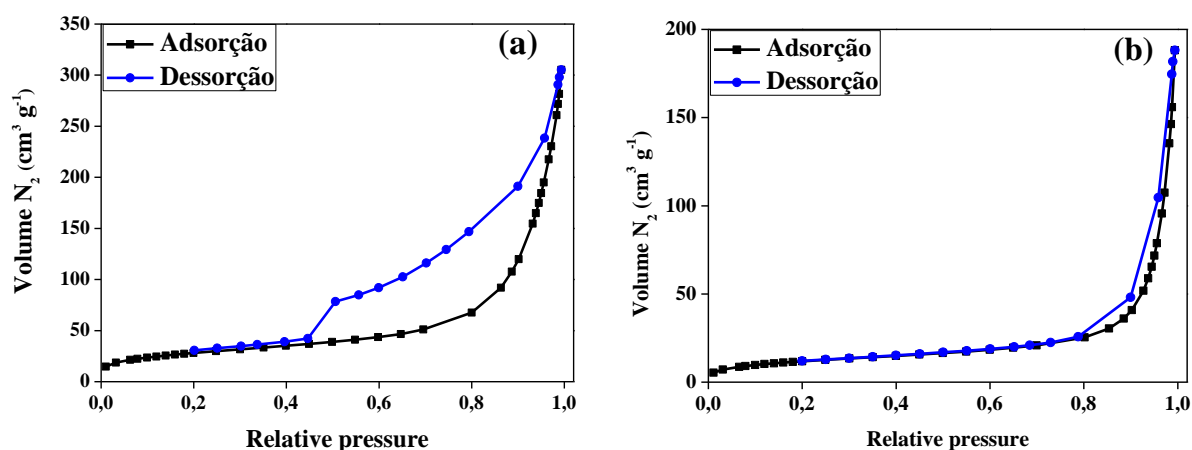 (a)
Adsorção
Dessorção
Volume N₂ (cm³ g⁻¹)
350
300
250
200
150
100
50
0
0,0 0,2 0,4 0,6 0,8 1,0
Relative pressure
(b)
Adsorção
Dessorção
Volume N₂ (cm³ g⁻¹)
200
150
100
50
0
0,0 0,2 0,4 0,6 0,8 1,0
Relative pressure